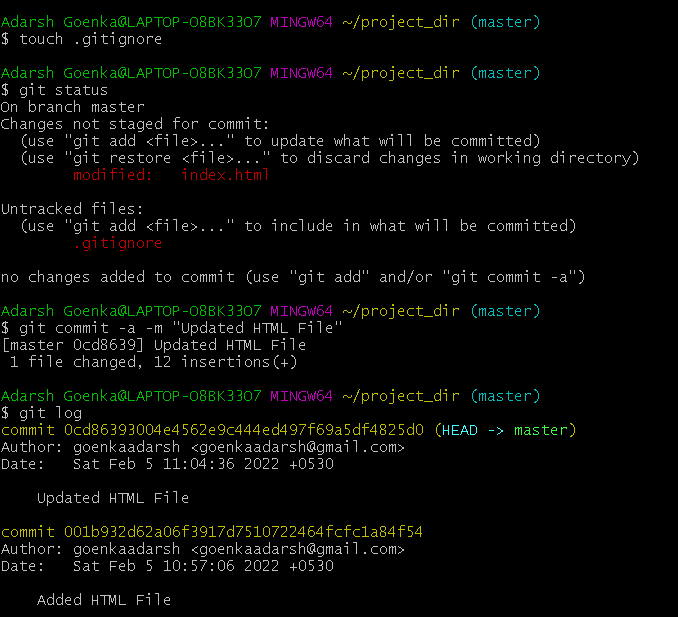 Adarsh Goenka@LAPTOP-O8BK33O7 MINGW64 ~/project_dir (master)
$ touch .gitignore
Adarsh Goenka@LAPTOP-O8BK33O7 MINGW64 ~/project_dir (master)
$ git status
On branch master
Changes not staged for commit:
  (use "git add <file>..." to update what will be committed)
  (use "git restore <file>..." to discard changes in working directory)
        modified:   index.html
Untracked files:
  (use "git add <file>..." to include in what will be committed)
        .gitignore
no changes added to commit (use "git add" and/or "git commit -a")
Adarsh Goenka@LAPTOP-O8BK33O7 MINGW64 ~/project_dir (master)
$ git commit -a -m "Updated HTML File"
[master 0cd8639] Updated HTML File
 1 file changed, 12 insertions(+)
Adarsh Goenka@LAPTOP-O8BK33O7 MINGW64 ~/project_dir (master)
$ git log
commit 0cd86393004e4562e9c444ed497f69a5df4825d0 (HEAD -> master)
Author: goenkaadarsh <goenkaadarsh@gmail.com>
Date:   Sat Feb 5 11:04:36 2022 +0530
    Updated HTML File
commit 001b932d62a06f3917d7510722464fcfc1a84f54
Author: goenkaadarsh <goenkaadarsh@gmail.com>
Date:   Sat Feb 5 10:57:06 2022 +0530
    Added HTML File